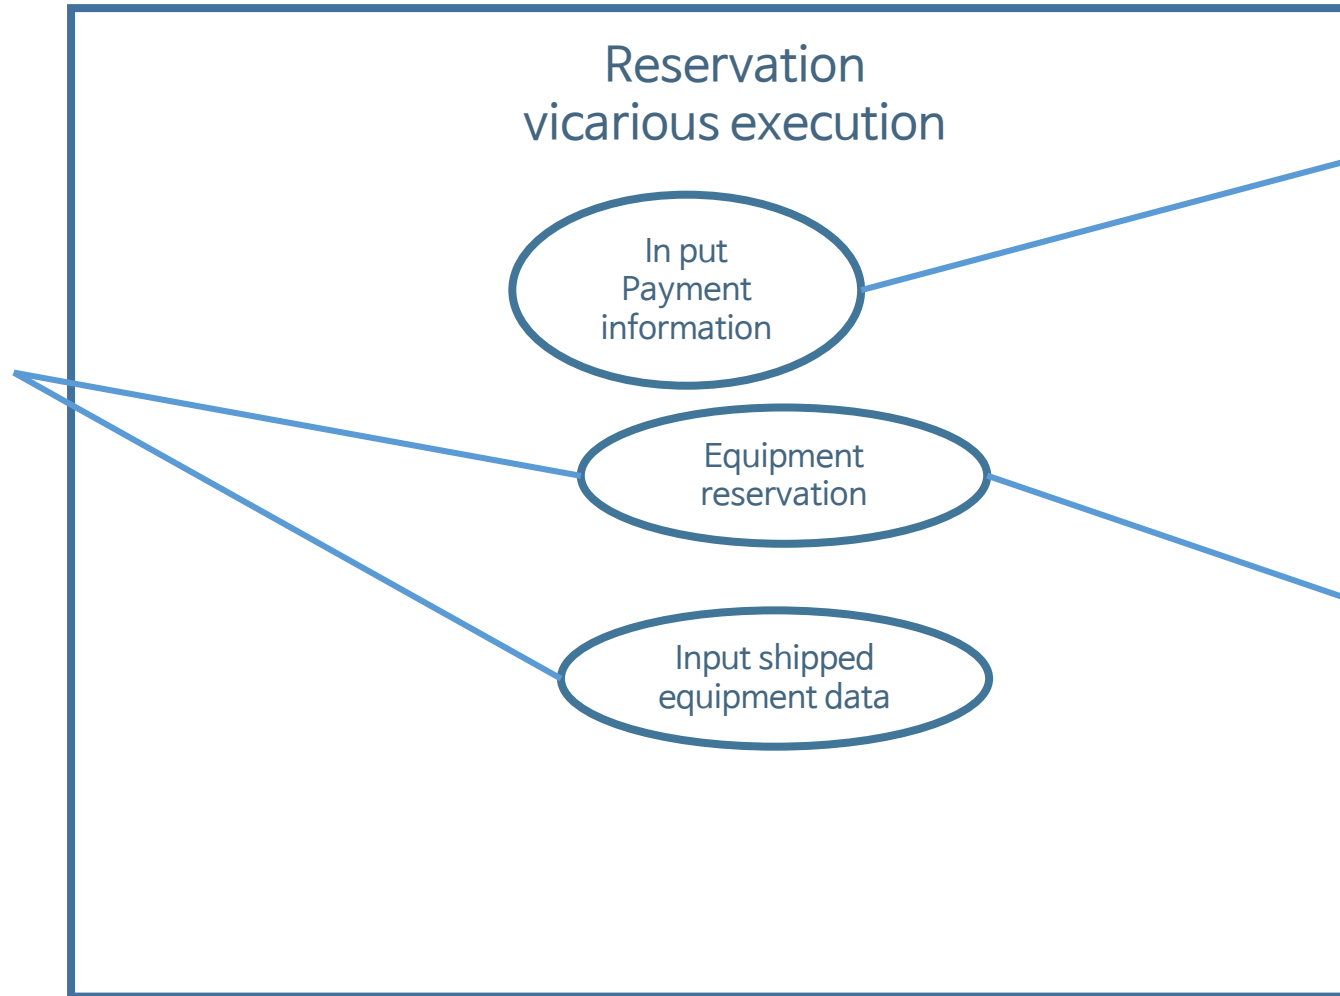 Reservation
vicarious execution
In put
Payment
information
Equipment
reservation
Input shipped
equipment data